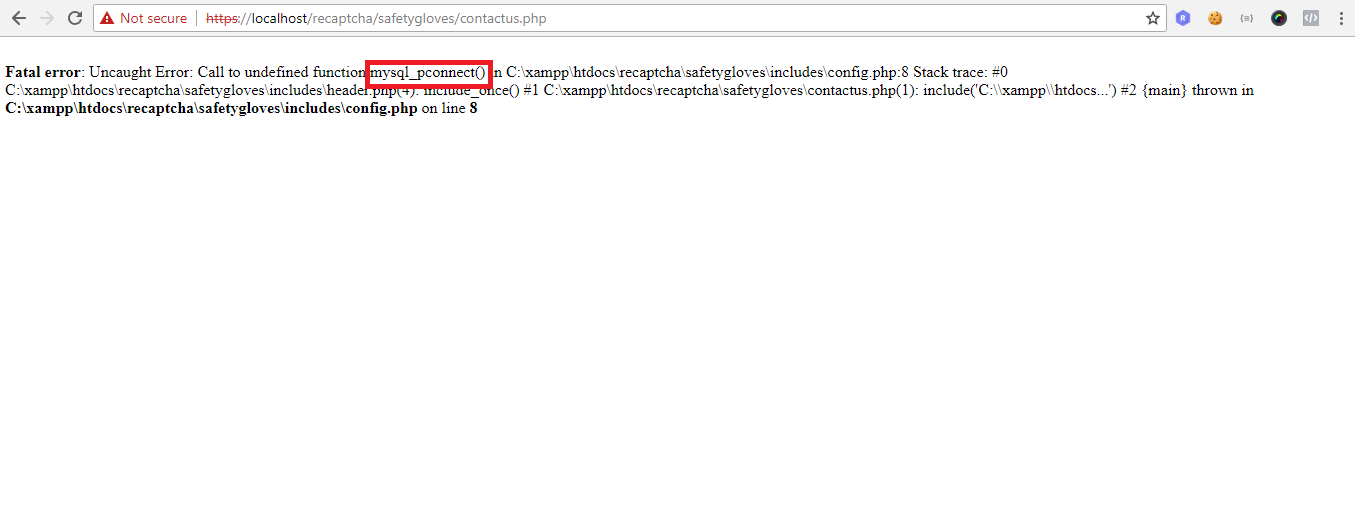 Not secure https://localhost/recaptcha/safetygloves/contactus.php
Fatal error: Uncaught Error: Call to undefined function mysql_pconnect() in C:\xampp\htdocs\recaptcha\safetygloves\includes\config.php:8 Stack trace: #0
C:\xampp\htdocs\recaptcha\safetygloves\includes\header.php(4): include_once() #1 C:\xampp\htdocs\recaptcha\safetygloves\contactus.php(1): include('C:\\xampp\\htdocs...') #2 {main} thrown in
C:\xampp\htdocs\recaptcha\safetygloves\includes\config.php on line 8